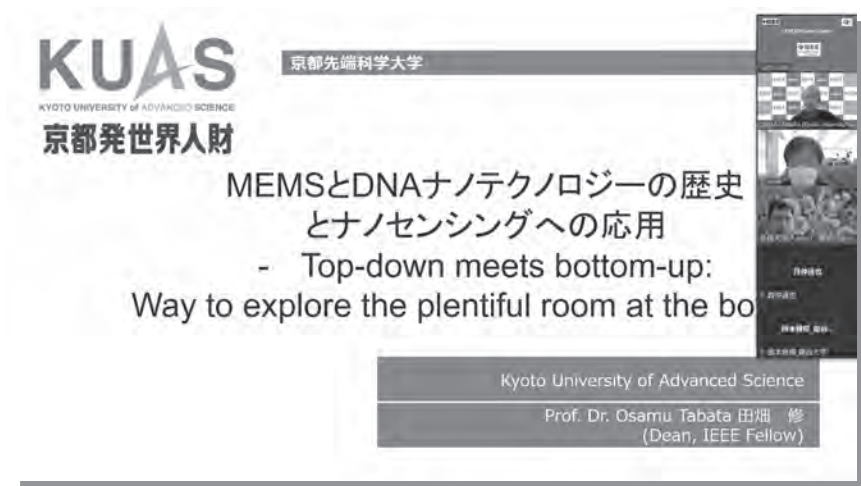 KUAS
KYOTO UNIVERSITY of ADVANCED SCIENCE
京都発世界人財
京都先端科学大学
MEMSとDNAナノテクノロジーの歴史
とナノセンシングへの応用
- Top-down meets bottom-up:
Way to explore the plentiful room at the bo
Kyoto University of Advanced Science
Prof. Dr. Osamu Tabata 田畑 修
(Dean, IEEE Fellow)